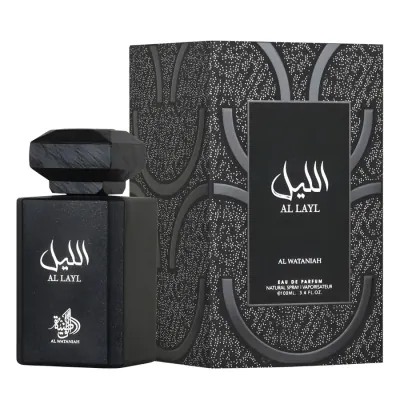 الليل
AL LAYL
الوطنية
AL WATANIAH
الليل
AL LAYL
AL WATANIAH
EAU DE PARFUM
NATURAL SPRAY | VAPORISATEUR
℮100ML. 3.4 FL.OZ.